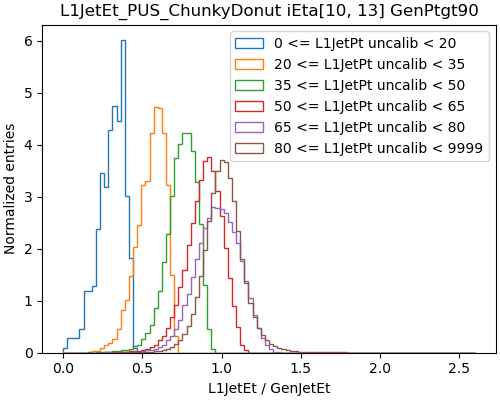 L1JetEt_PUS_ChunkyDonut iEta[10, 13] GenPtgt90
0 <= L1JetPt uncalib < 20
20 <= L1JetPt uncalib < 35
35 <= L1JetPt uncalib < 50
50 <= L1JetPt uncalib < 65
65 <= L1JetPt uncalib < 80
80 <= L1JetPt uncalib < 9999
Normalized entries
6
5
4
3
2
1
0
0.0 0.5 1.0 1.5 2.0 2.5
L1JetEt / GenJetEt